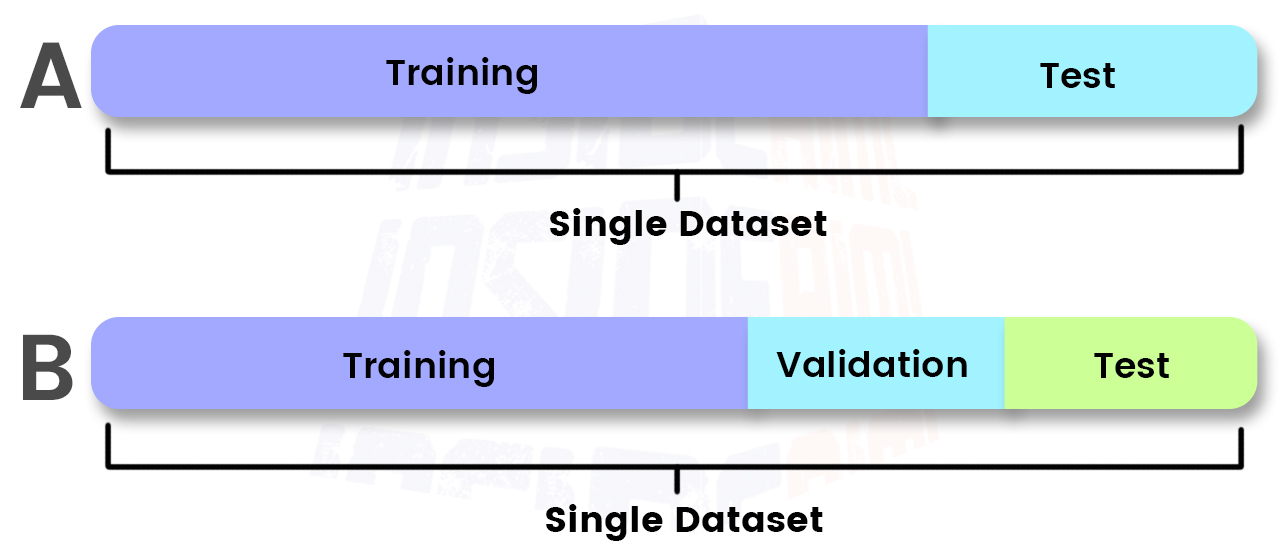 A
Training
Test
Single Dataset
B
Training
Validation
Test
Single Dataset